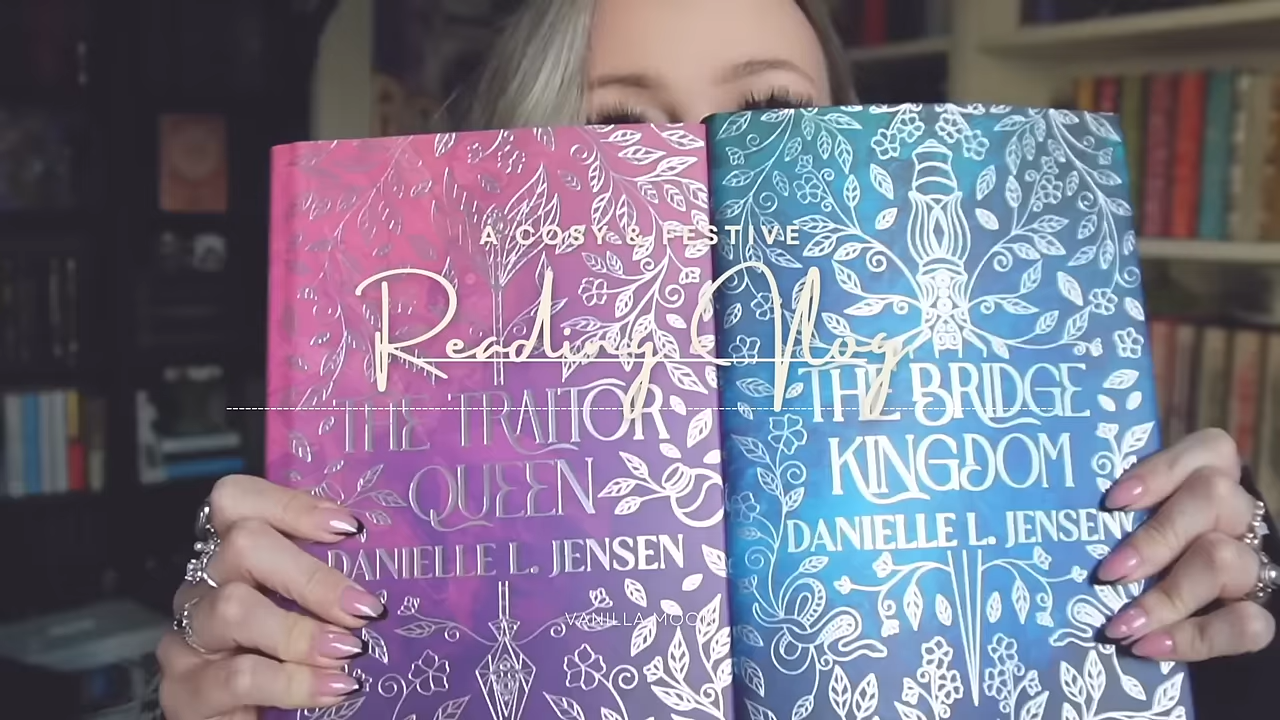 A COSY & FESTIVE
Reading Vlog
THE TRAITOR
QUEEN
DANIELLE L. JENSEN
THE BRIDGE
KINGDOM
DANIELLE L. JENSEN
VANILLA MOON